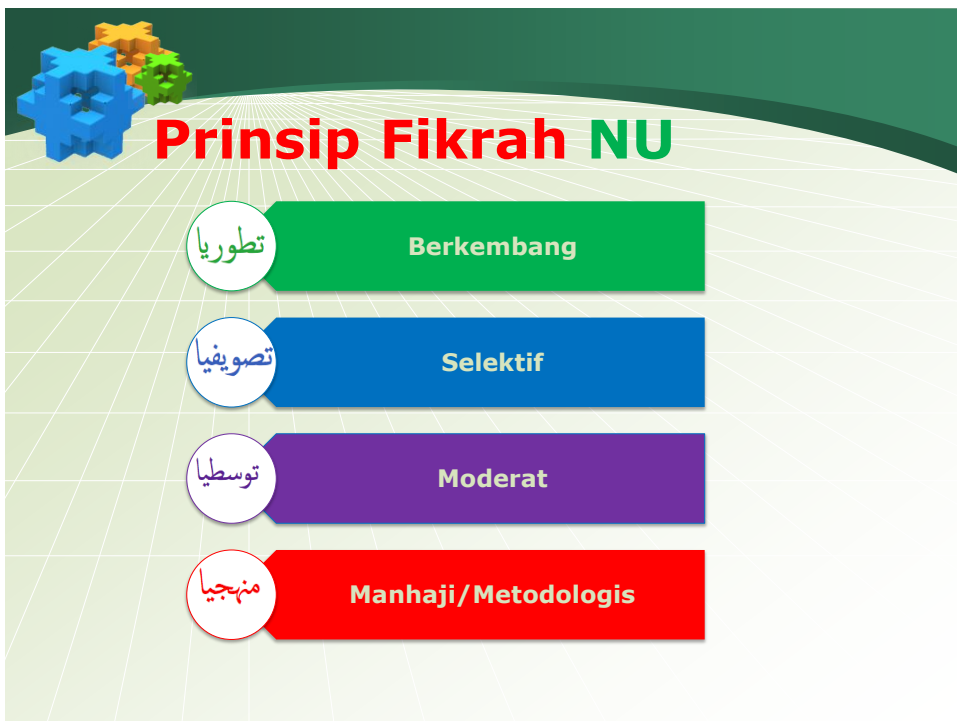 Prinsip Fikrah NU
تطوريا
Berkembang
تصويفيا
Selektif
توسطيا
Moderat
منهجيا
Manhaji/Metodologis